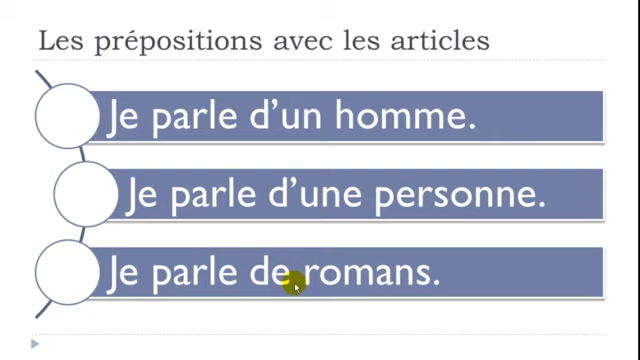 Les prépositions avec les articles
Je parle d'un homme.
Je parle d'une personne.
Je parle de romans.